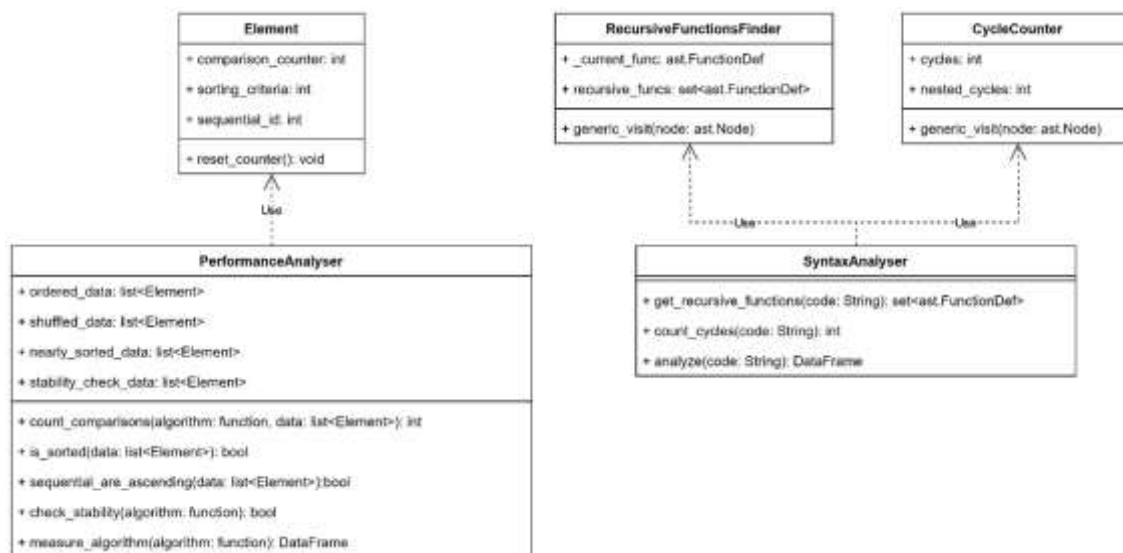 Element
+ comparison_counter: int
+ sorting_criteria: int
+ sequential_id: int
+ reset_counter(): void
RecursiveFunctionsFinder
+ _current_func: ast.FunctionDef
+ recursive_funcs: set<ast.FunctionDef>
+ generic_visit(node: ast.Node)
CycleCounter
+ cycles: int
+ nested_cycles: int
+ generic_visit(node: ast.Node)
Use
Use
Use
PerformanceAnalyser
+ ordered_data: list<Element>
+ shuffled_data: list<Element>
+ nearly_sorted_data: list<Element>
+ stability_check_data: list<Element>
+ count_comparisons(algorithm: function, data: list<Element>): int
+ is_sorted(data: list<Element>): bool
+ sequential_are_ascending(data: list<Element>):bool
+ check_stability(algorithm: function): bool
+ measure_algorithm(algorithm: function): DataFrame
SyntaxAnalyser
+ get_recursive_functions(code: String): set<ast.FunctionDef>
+ count_cycles(code: String): int
+ analyze(code: String): DataFrame